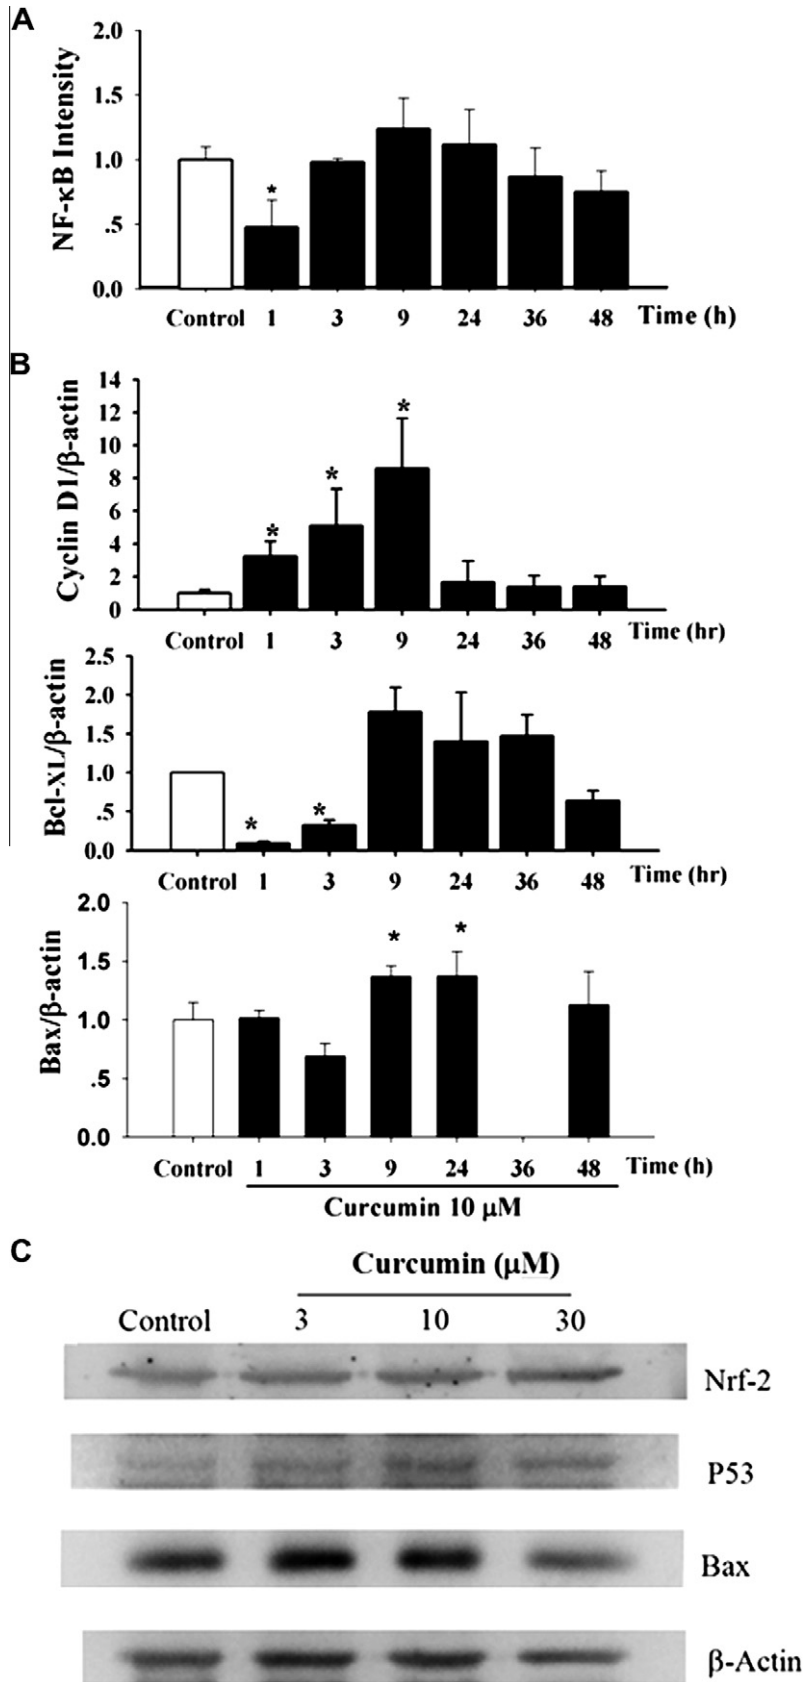 A
NF-κB Intensity
2.0
1.5
1.0
.5
0.0
*
Control 1 3 9 24 36 48 Time (h)
B
Cyclin D1/β-actin
14
12
10
8
6
4
2
0
* * *
Control 1 3 9 24 36 48 Time (hr)
Bcl-XL/β-actin
2.5
2.0
1.5
1.0
.5
0.0
* *
Control 1 3 9 24 36 48 Time (hr)
Bax/β-actin
2.0
1.5
1.0
.5
0.0
* *
Control 1 3 9 24 36 48 Time (h)
Curcumin 10 μM
C
Curcumin (μM)
Control 3 10 30
Nrf-2
P53
Bax
β-Actin